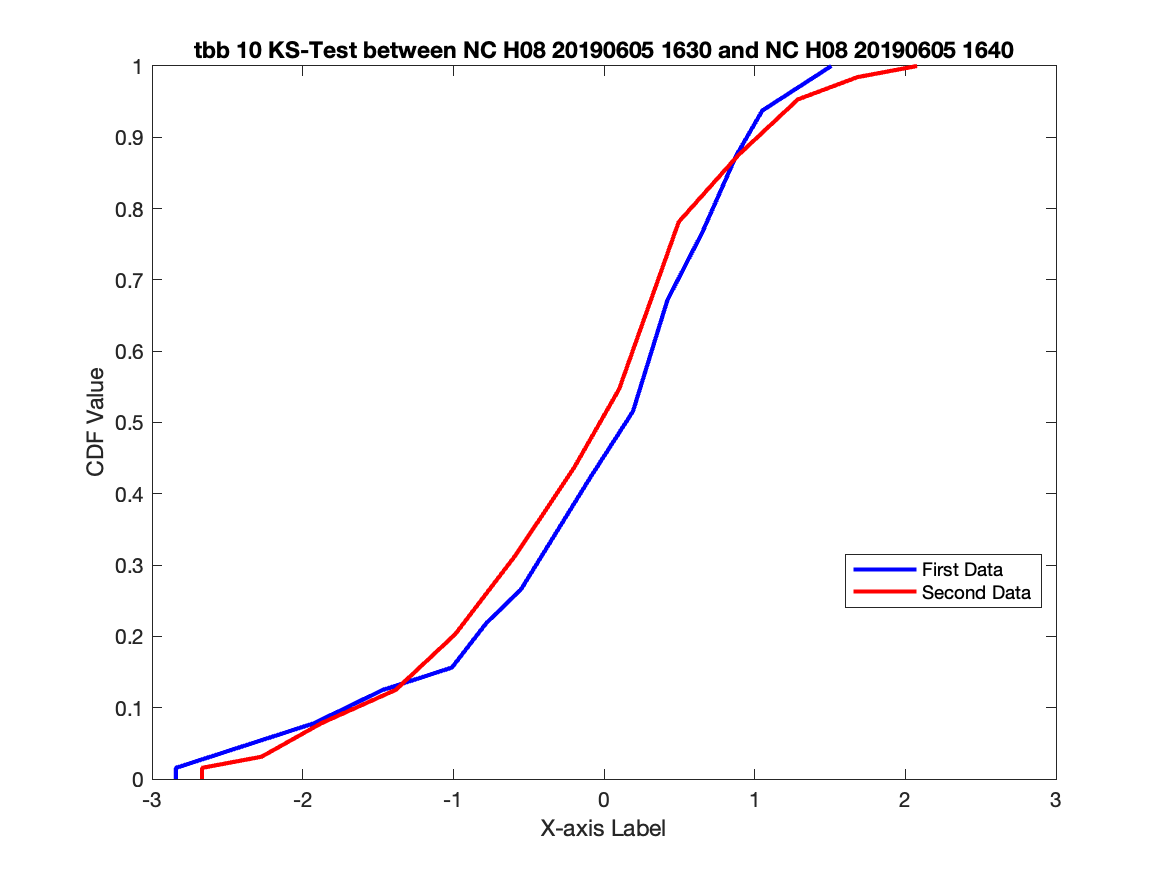 tbb 10 KS-Test between NC H08 20190605 1630 and NC H08 20190605 1640
1
0.9
0.8
0.7
0.6
0.5
0.4
0.3
0.2
0.1
0
CDF Value
First Data
Second Data
-3 -2 -1 0 1 2 3
X-axis Label